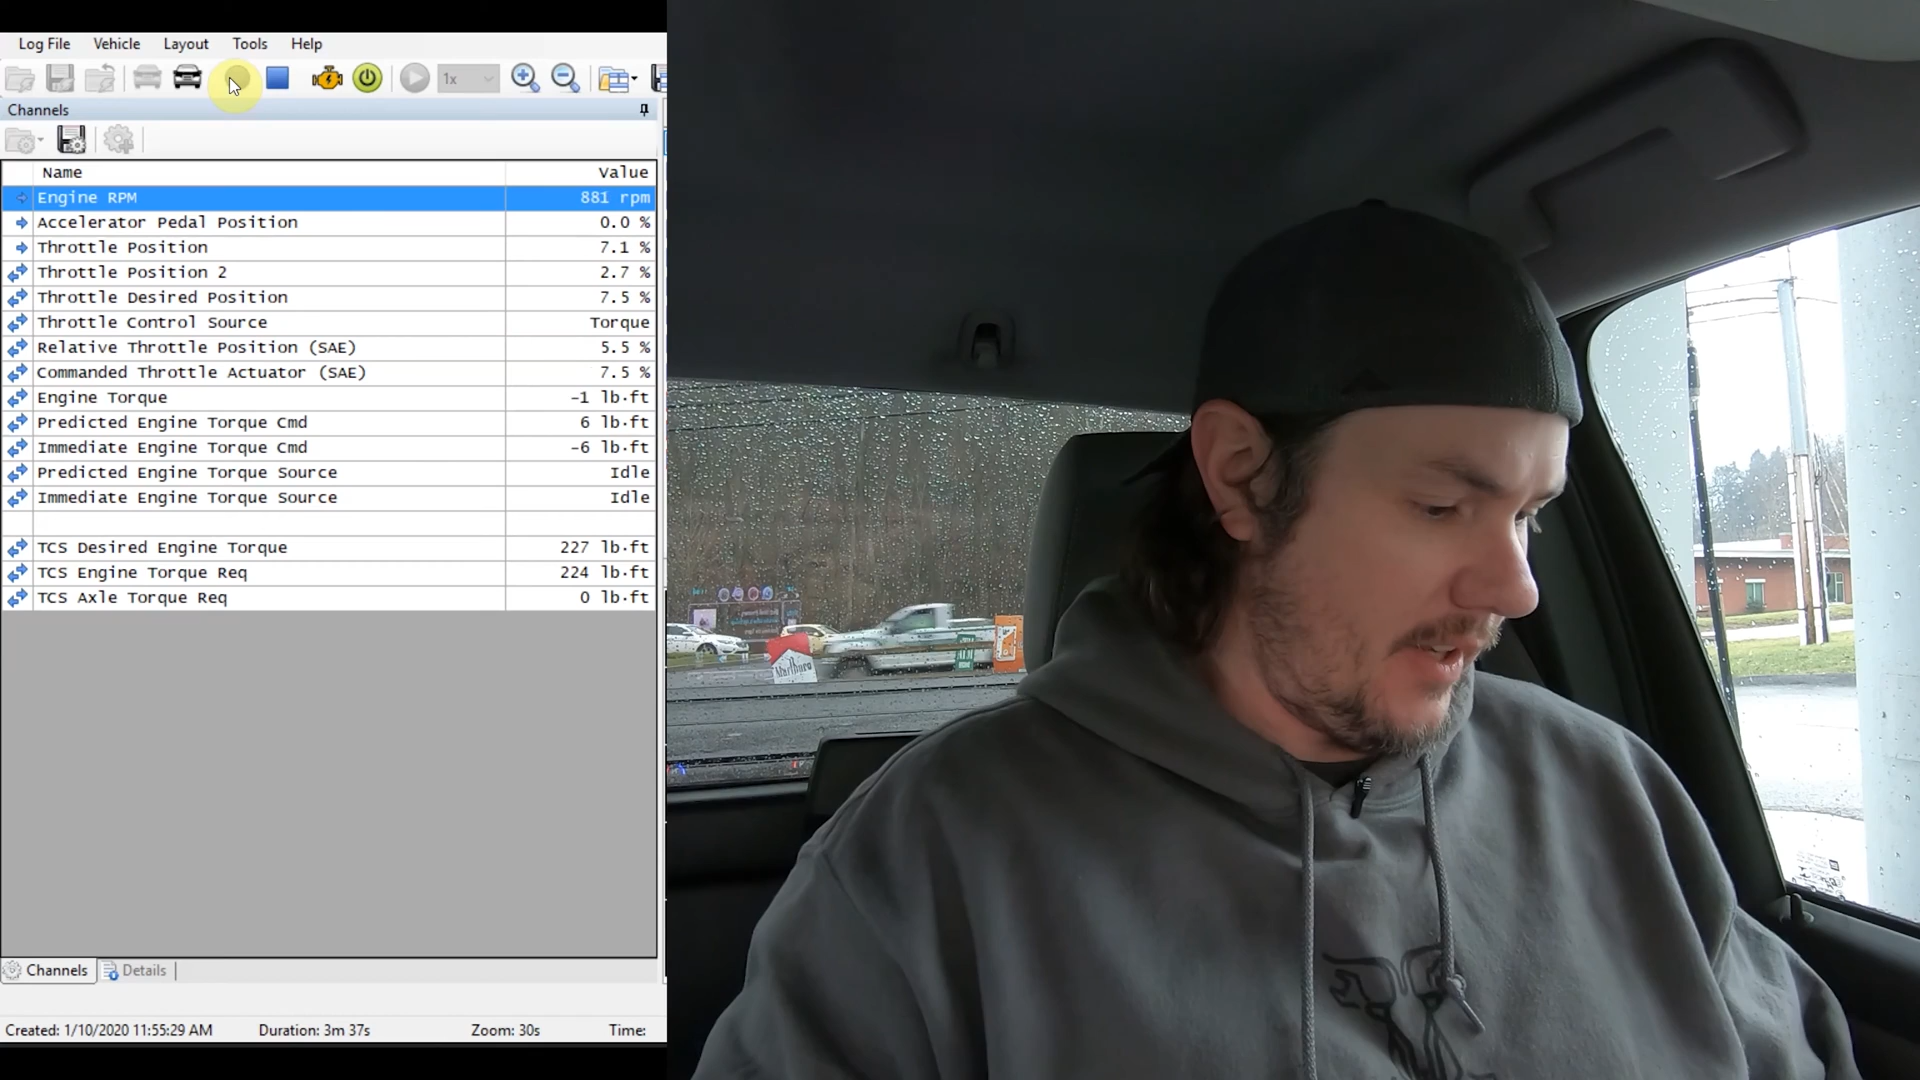 Log File Vehicle Layout Tools Help
1x
Channels
Name Value
Engine RPM 881 rpm
Accelerator Pedal Position 0.0 %
Throttle Position 7.1 %
Throttle Position 2 2.7 %
Throttle Desired Position 7.5 %
Throttle Control Source Torque
Relative Throttle Position (SAE) 5.5 %
Commanded Throttle Actuator (SAE) 7.5 %
Engine Torque -1 lb·ft
Predicted Engine Torque Cmd 6 lb·ft
Immediate Engine Torque Cmd -6 lb·ft
Predicted Engine Torque Source Idle
Immediate Engine Torque Source Idle
TCS Desired Engine Torque 227 lb·ft
TCS Engine Torque Req 224 lb·ft
TCS Axle Torque Req 0 lb·ft
Marlboro
Channels Details
Created: 1/10/2020 11:55:29 AM Duration: 3m 37s Zoom: 30s Time: